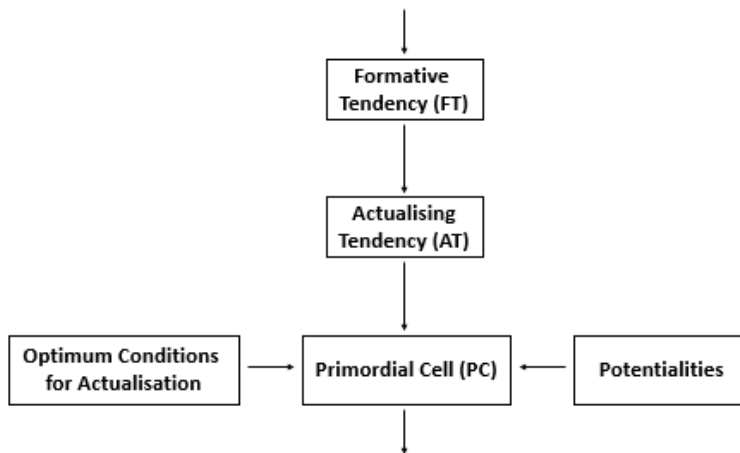 Formative
Tendency (FT)
Actualising
Tendency (AT)
Optimum Conditions
for Actualisation
Primordial Cell (PC)
Potentialities